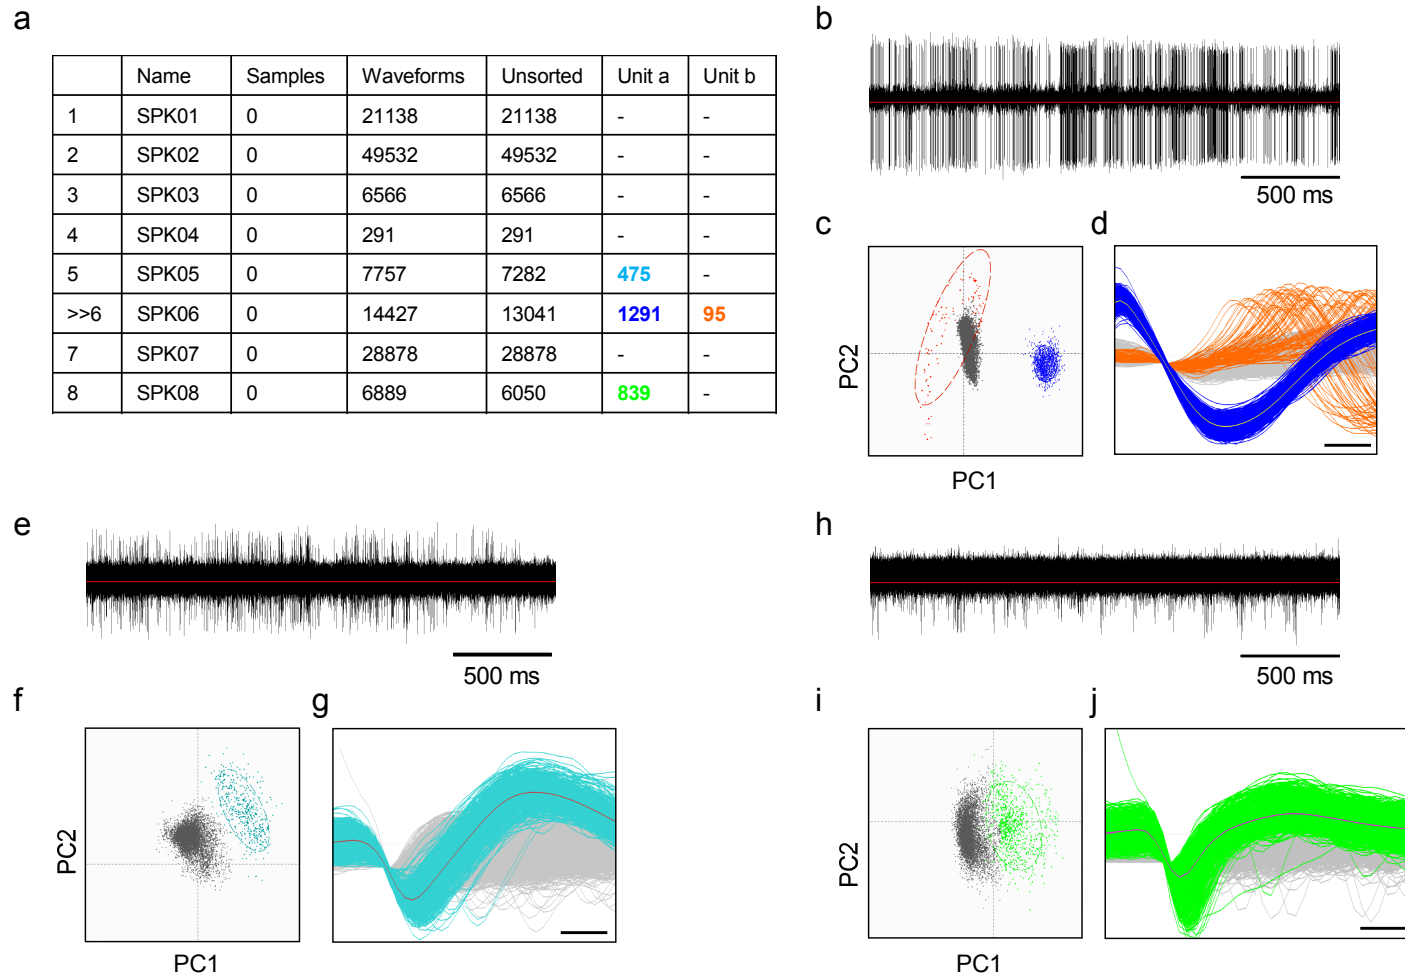 a
Name Samples Waveforms Unsorted Unit a Unit b
1 SPK01 0 21138 21138 - -
2 SPK02 0 49532 49532 - -
3 SPK03 0 6566 6566 - -
4 SPK04 0 291 291 - -
5 SPK05 0 7757 7282 475 -
>>6 SPK06 0 14427 13041 1291 95
7 SPK07 0 28878 28878 - -
8 SPK08 0 6889 6050 839 -
b
500 ms
c
PC2
PC1
d
e
500 ms
f
PC2
PC1
g
h
500 ms
i
PC2
PC1
j